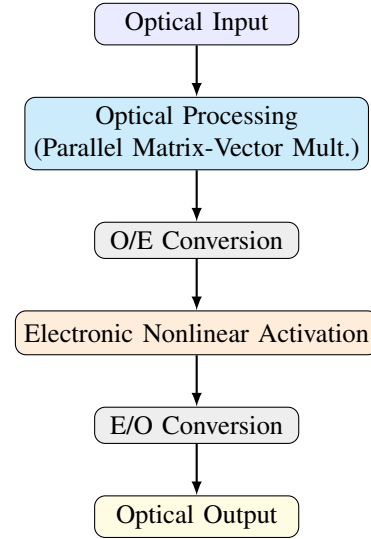 Optical Input
Optical Processing
(Parallel Matrix-Vector Mult.)
O/E Conversion
Electronic Nonlinear Activation
E/O Conversion
Optical Output